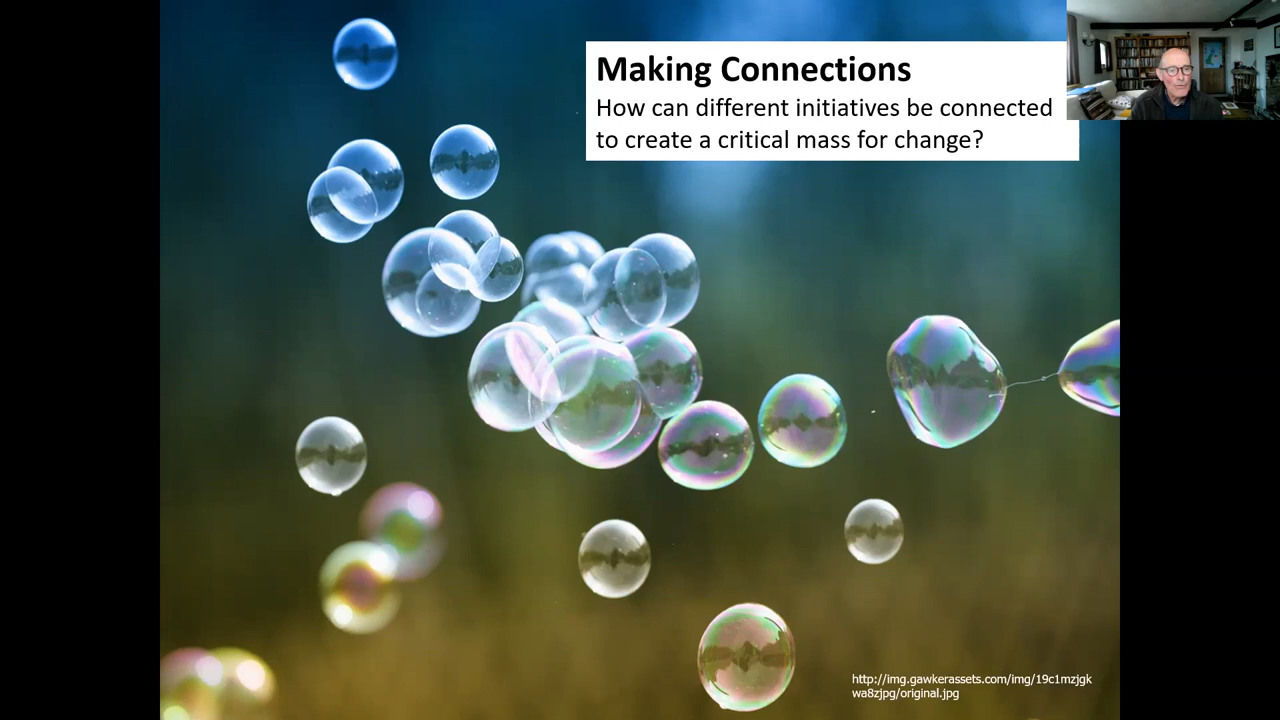 Making Connections
How can different initiatives be connected
to create a critical mass for change?
http://img.gawkerassets.com/img/19c1mzjgk
wa8zjpg/original.jpg